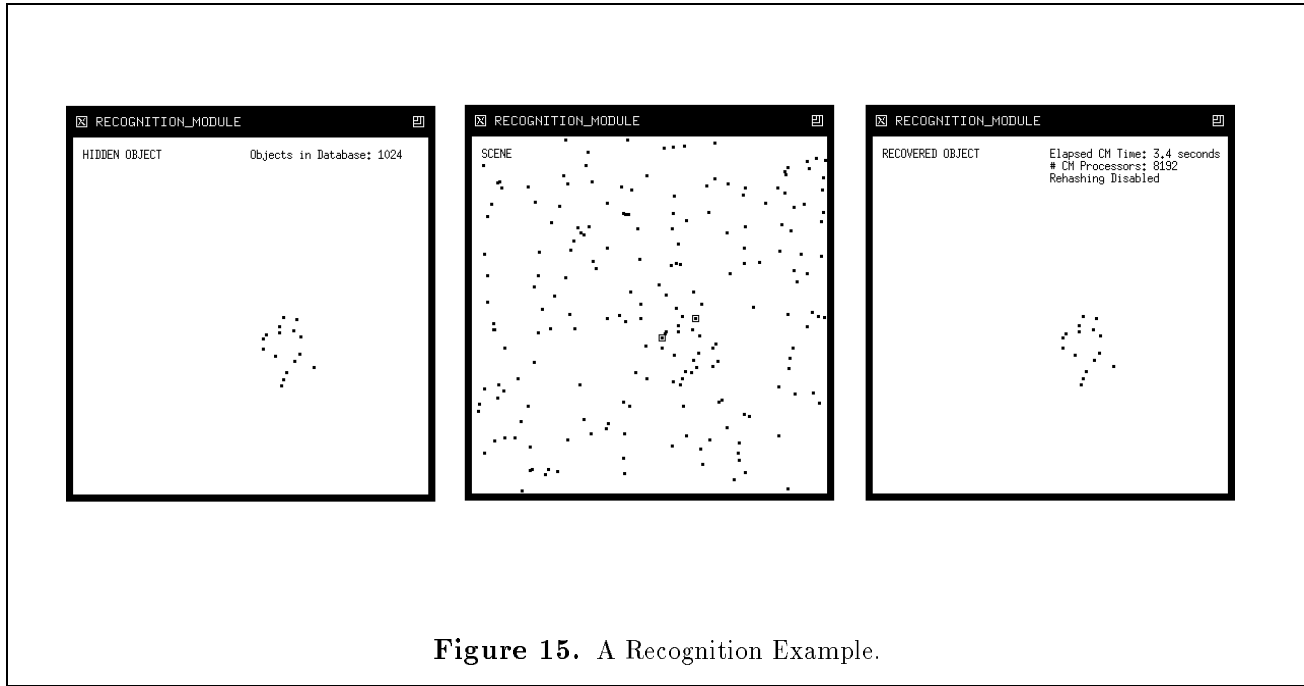 RECOGNITION_MODULE
HIDDEN OBJECT
Objects in Database: 1024
RECOGNITION_MODULE
SCENE
RECOGNITION_MODULE
RECOVERED OBJECT
Elapsed CM Time: 3.4 seconds
# CM Processors: 8192
Rehashing Disabled
Figure 15. A Recognition Example.